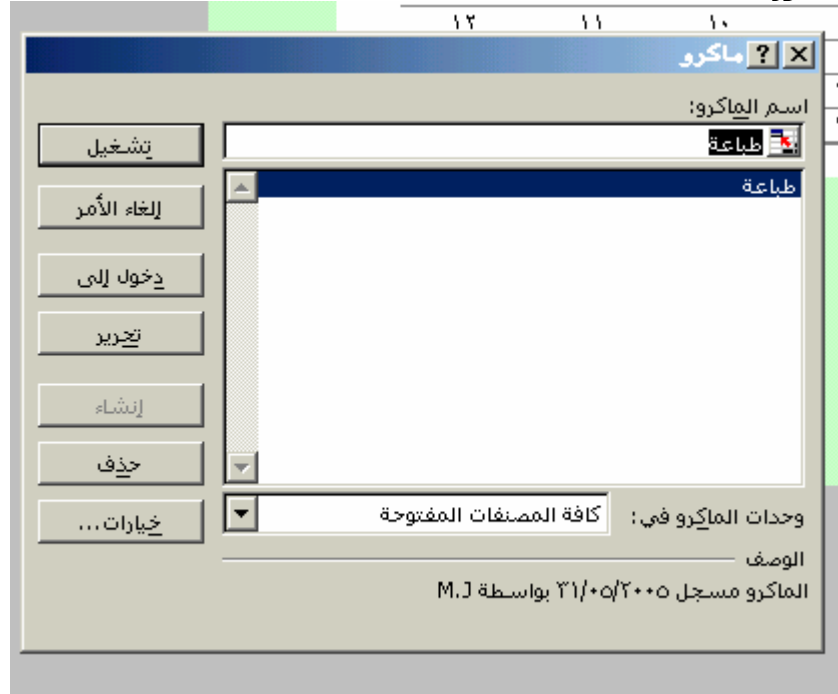 ١٠ ١١ ١٢
ماكرو
اسم الماكرو:
طباعة
طباعة
تشغيل
إلغاء الأمر
دخول إلى
تحرير
إنشاء
حذف
خيارات...
وحدات الماكرو في: كافة المصنفات المفتوحة
الوصف
الماكرو مسجل ٣١/٠٥/٢٠٠٥ بواسطة M.J